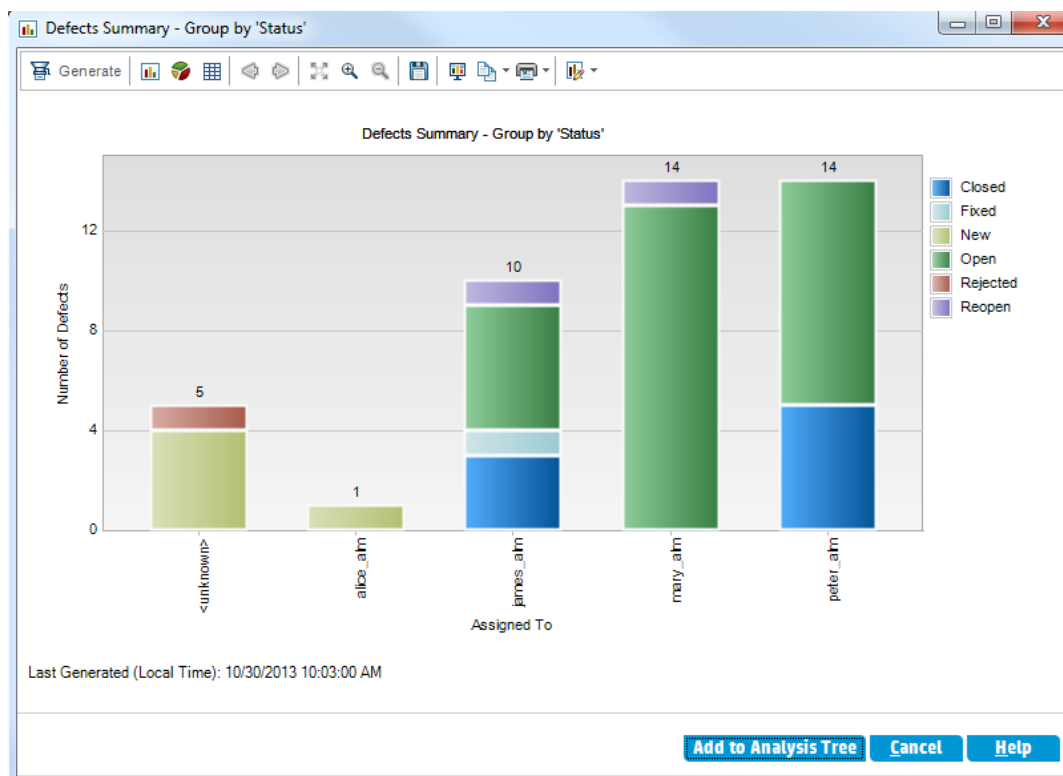 Defects Summary - Group by 'Status'
Generate
Defects Summary - Group by 'Status'
Number of Defects
12
8
4
0
5
1
10
14
14
Closed
Fixed
New
Open
Rejected
Reopen
<unknown>
alice_alm
james_alm
mary_alm
peter_alm
Assigned To
Last Generated (Local Time): 10/30/2013 10:03:00 AM
Add to Analysis Tree
Cancel
Help